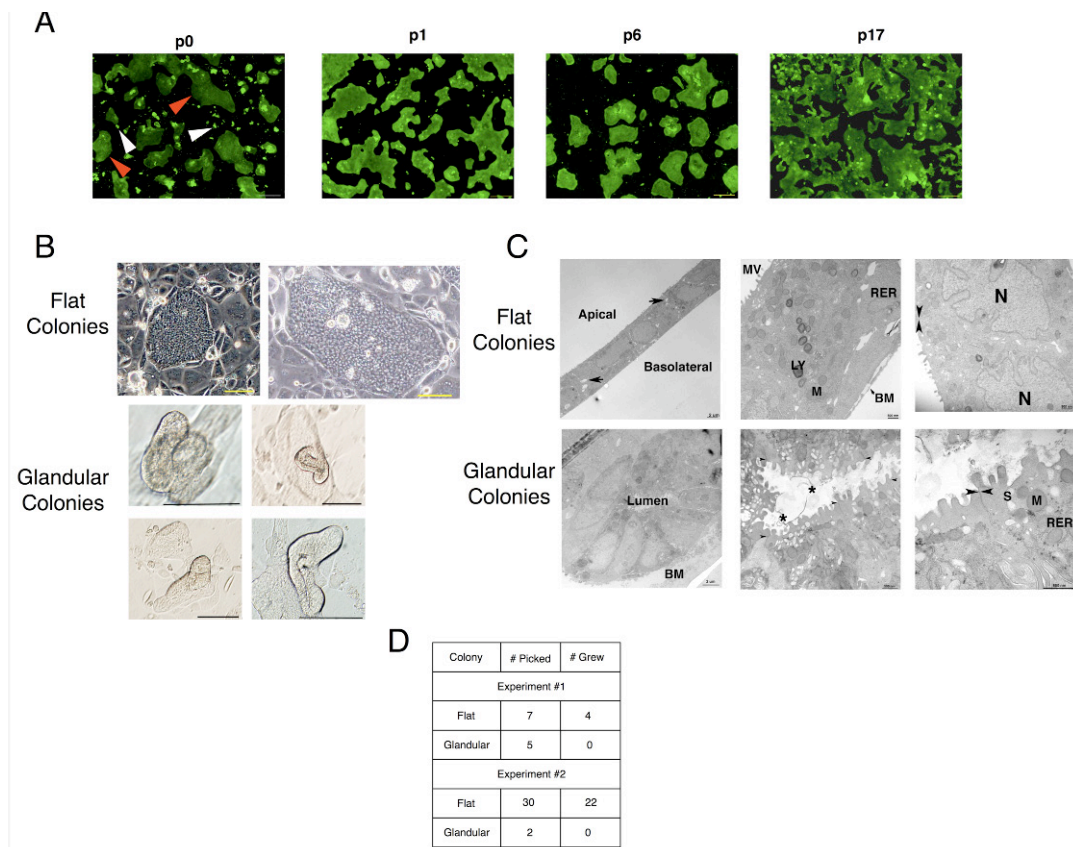 A
p0
p1
p6
p17
B
Flat
Colonies
Glandular
Colonies
C
Flat
Colonies
Apical
Basolateral
MV
RER
LY
M
BM
N
N
Glandular
Colonies
Lumen
BM
*
*
S
M
RER
D
Colony # Picked # Grew
Experiment #1
Flat 7 4
Glandular 5 0
Experiment #2
Flat 30 22
Glandular 2 0